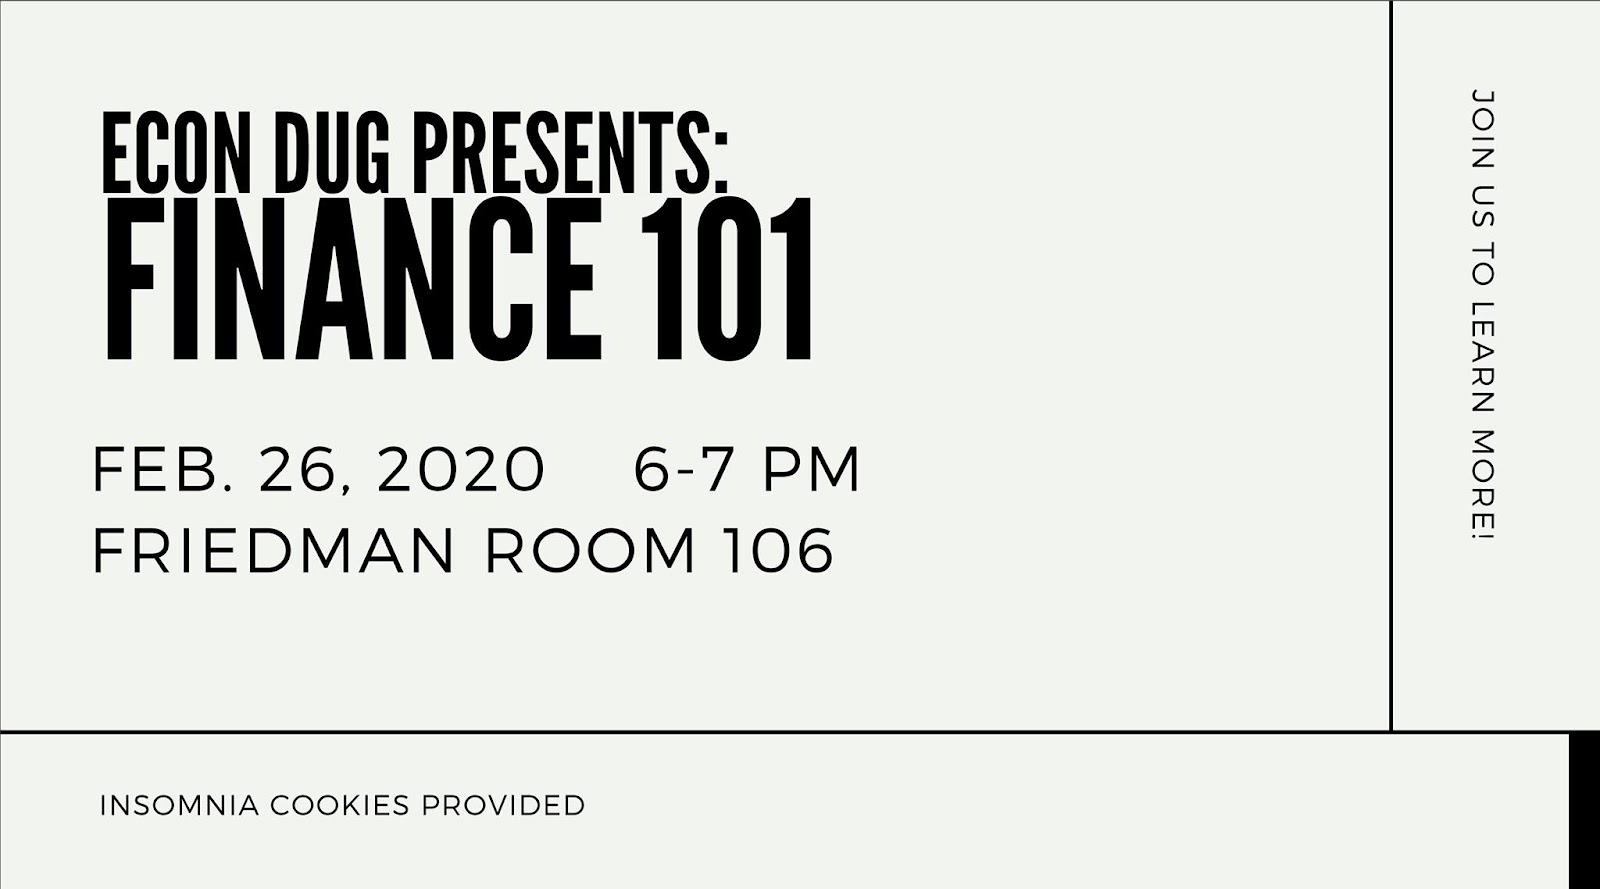 ECON DUG PRESENTS:
FINANCE 101
FEB. 26, 2020 6-7 PM
FRIEDMAN ROOM 106
JOIN US TO LEARN MORE!
INSOMNIA COOKIES PROVIDED